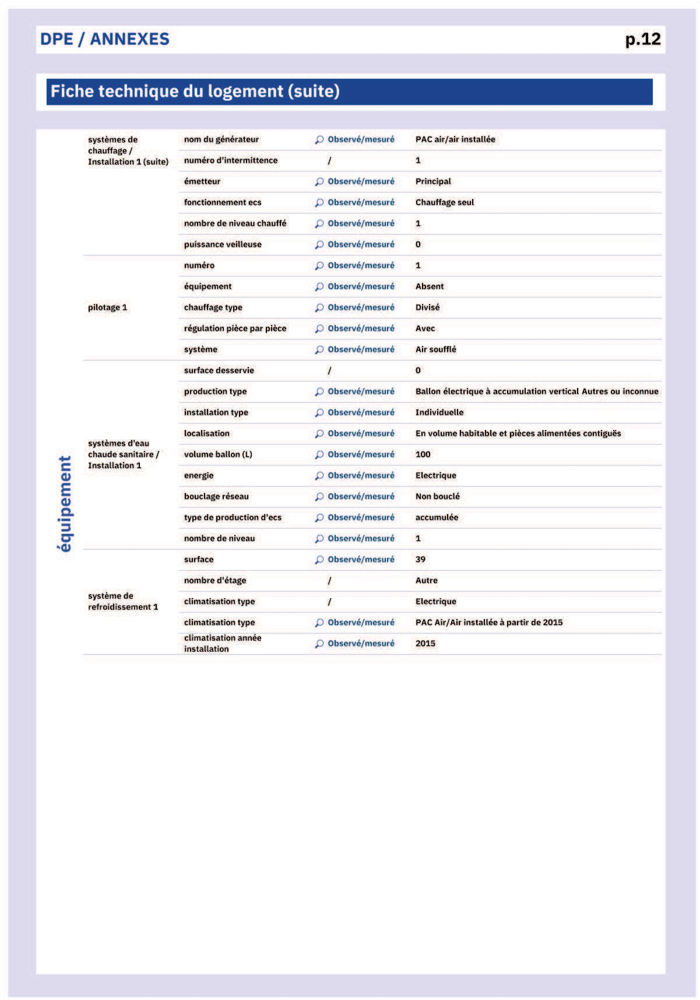 DPE / ANNEXES p.12
Fiche technique du logement (suite)
équipement
systèmes de
chauffage /
Installation 1 (suite)
nom du générateur Observé/mesuré PAC air/air installée
numéro d'intermittence / 1
émetteur Observé/mesuré Principal
fonctionnement ecs Observé/mesuré Chauffage seul
nombre de niveau chauffé Observé/mesuré 1
puissance veilleuse Observé/mesuré 0
pilotage 1
numéro Observé/mesuré 1
équipement Observé/mesuré Absent
chauffage type Observé/mesuré Divisé
régulation pièce par pièce Observé/mesuré Avec
système Observé/mesuré Air soufflé
systèmes d'eau
chaude sanitaire /
Installation 1
surface desservie / 0
production type Observé/mesuré Ballon électrique à accumulation vertical Autres ou inconnue
installation type Observé/mesuré Individuelle
localisation Observé/mesuré En volume habitable et pièces alimentées contiguës
volume ballon (L) Observé/mesuré 100
energie Observé/mesuré Electrique
bouclage réseau Observé/mesuré Non bouclé
type de production d'ecs Observé/mesuré accumulée
nombre de niveau Observé/mesuré 1
système de
refroidissement 1
surface Observé/mesuré 39
nombre d'étage / Autre
climatisation type / Electrique
climatisation type Observé/mesuré PAC Air/Air installée à partir de 2015
climatisation année
installation Observé/mesuré 2015